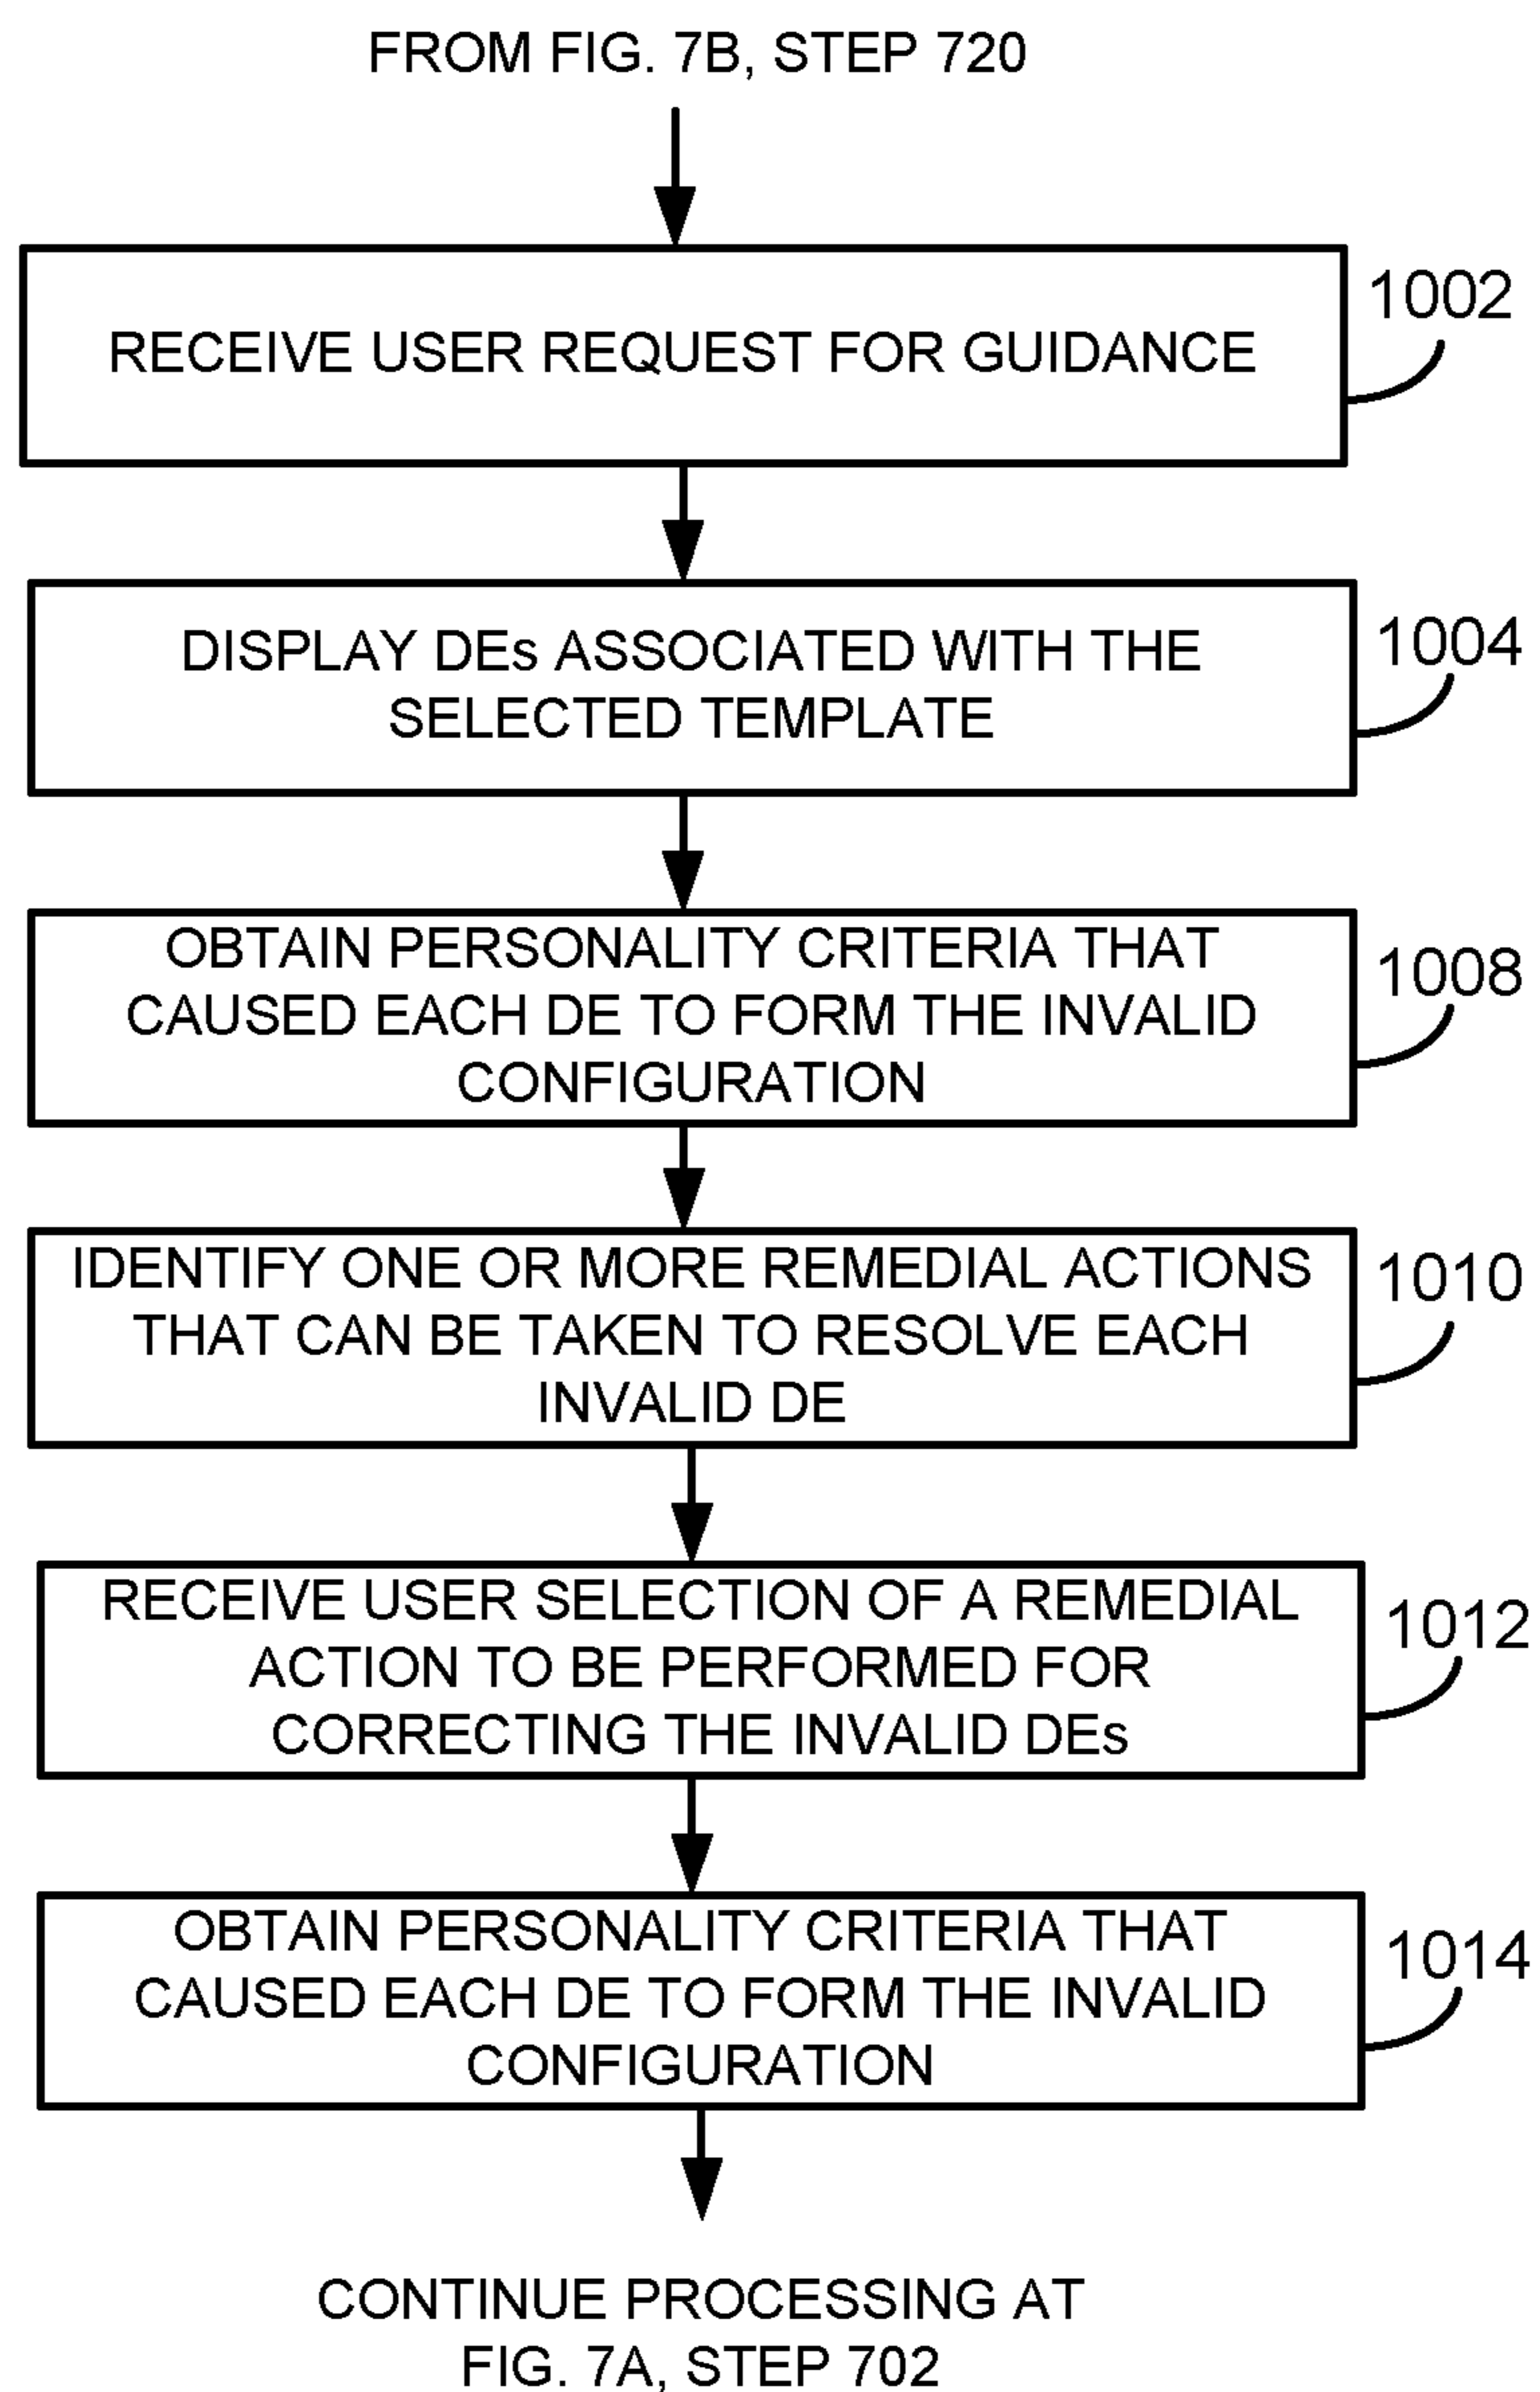 FROM FIG. 7B, STEP 720
RECEIVE USER REQUEST FOR GUIDANCE
1002
DISPLAY DEs ASSOCIATED WITH THE
SELECTED TEMPLATE
1004
OBTAIN PERSONALITY CRITERIA THAT
CAUSED EACH DE TO FORM THE INVALID
CONFIGURATION
1008
IDENTIFY ONE OR MORE REMEDIAL ACTIONS
THAT CAN BE TAKEN TO RESOLVE EACH
INVALID DE
1010
RECEIVE USER SELECTION OF A REMEDIAL
ACTION TO BE PERFORMED FOR
CORRECTING THE INVALID DEs
1012
OBTAIN PERSONALITY CRITERIA THAT
CAUSED EACH DE TO FORM THE INVALID
CONFIGURATION
1014
CONTINUE PROCESSING AT
FIG. 7A, STEP 702